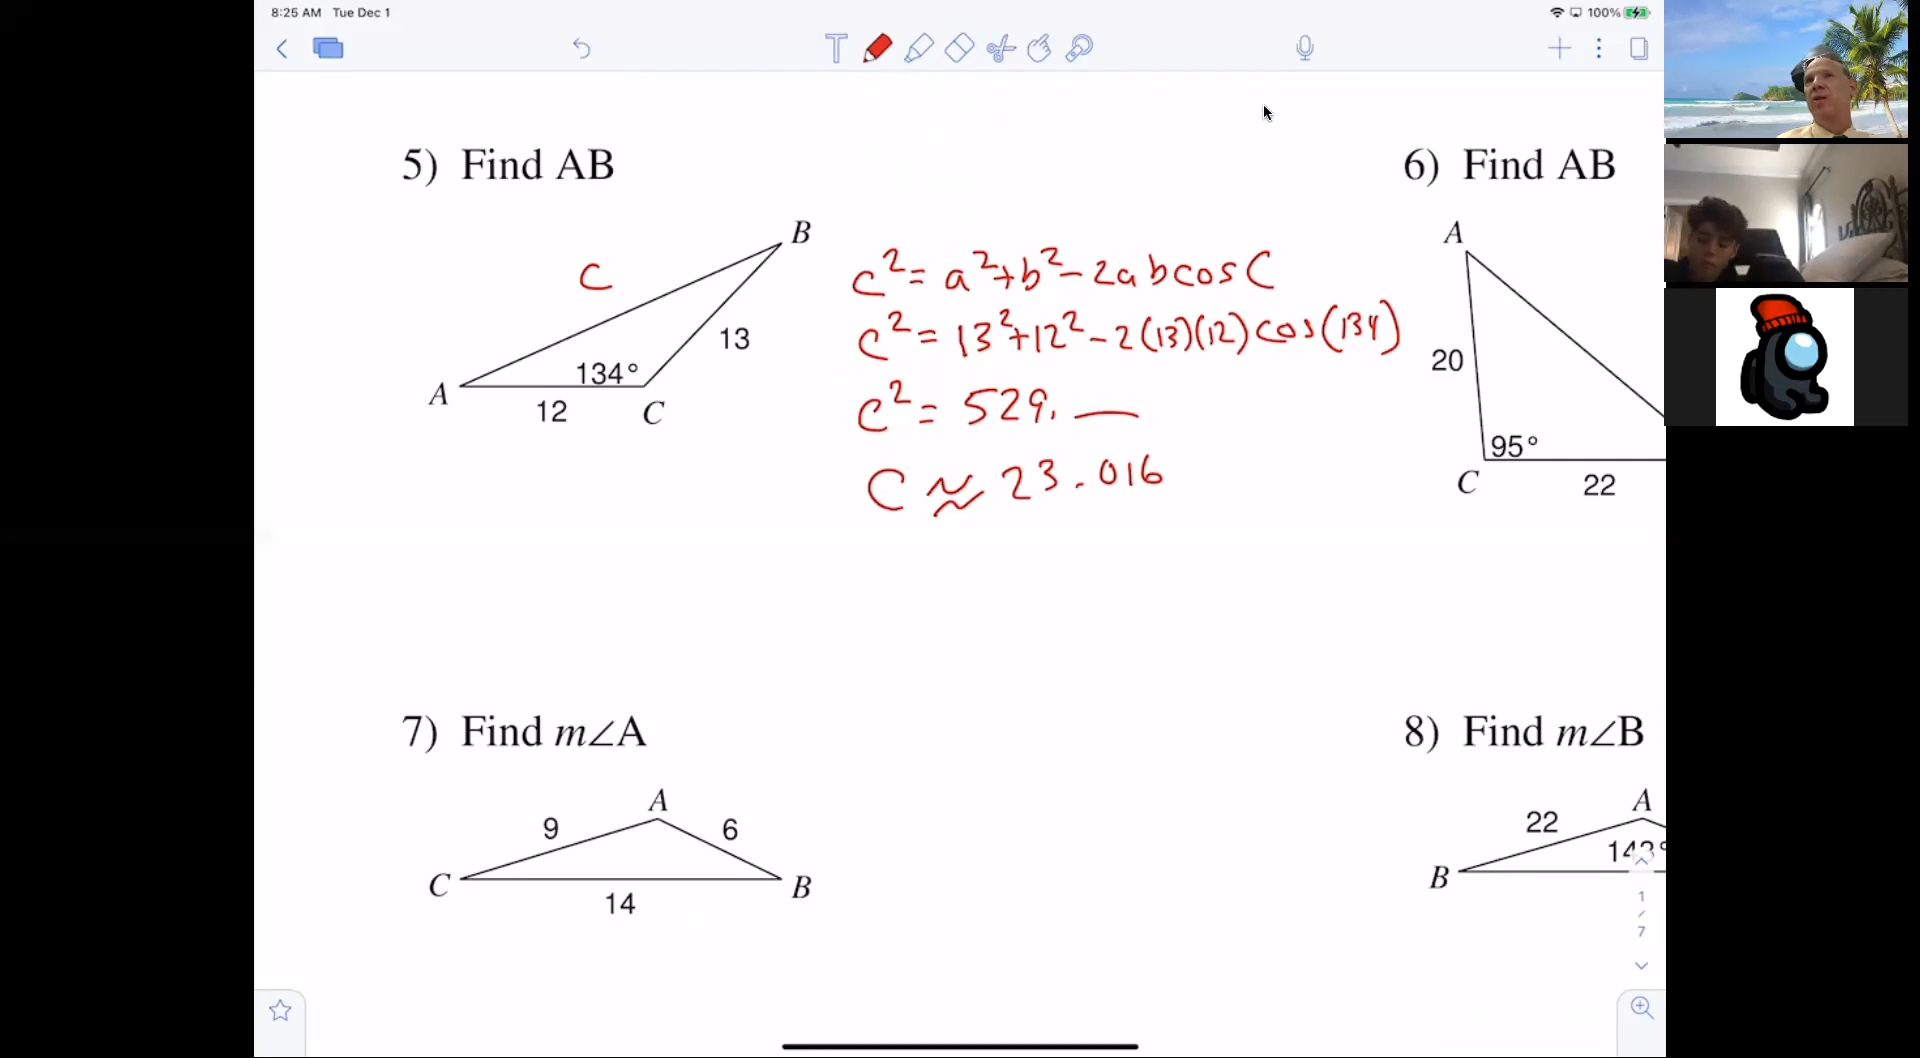 8:25 AM Tue Dec 1
100%
5) Find AB
B
C
13
134°
A
12
C
c² = a² + b² - 2ab cos C
c² = 13² + 12² - 2(13)(12) cos(134)
c² = 529. __
C ≈ 23.016
6) Find AB
A
20
95°
C
22
7) Find m∠A
A
9
6
C
B
14
8) Find m∠B
A
22
B
1
/
7